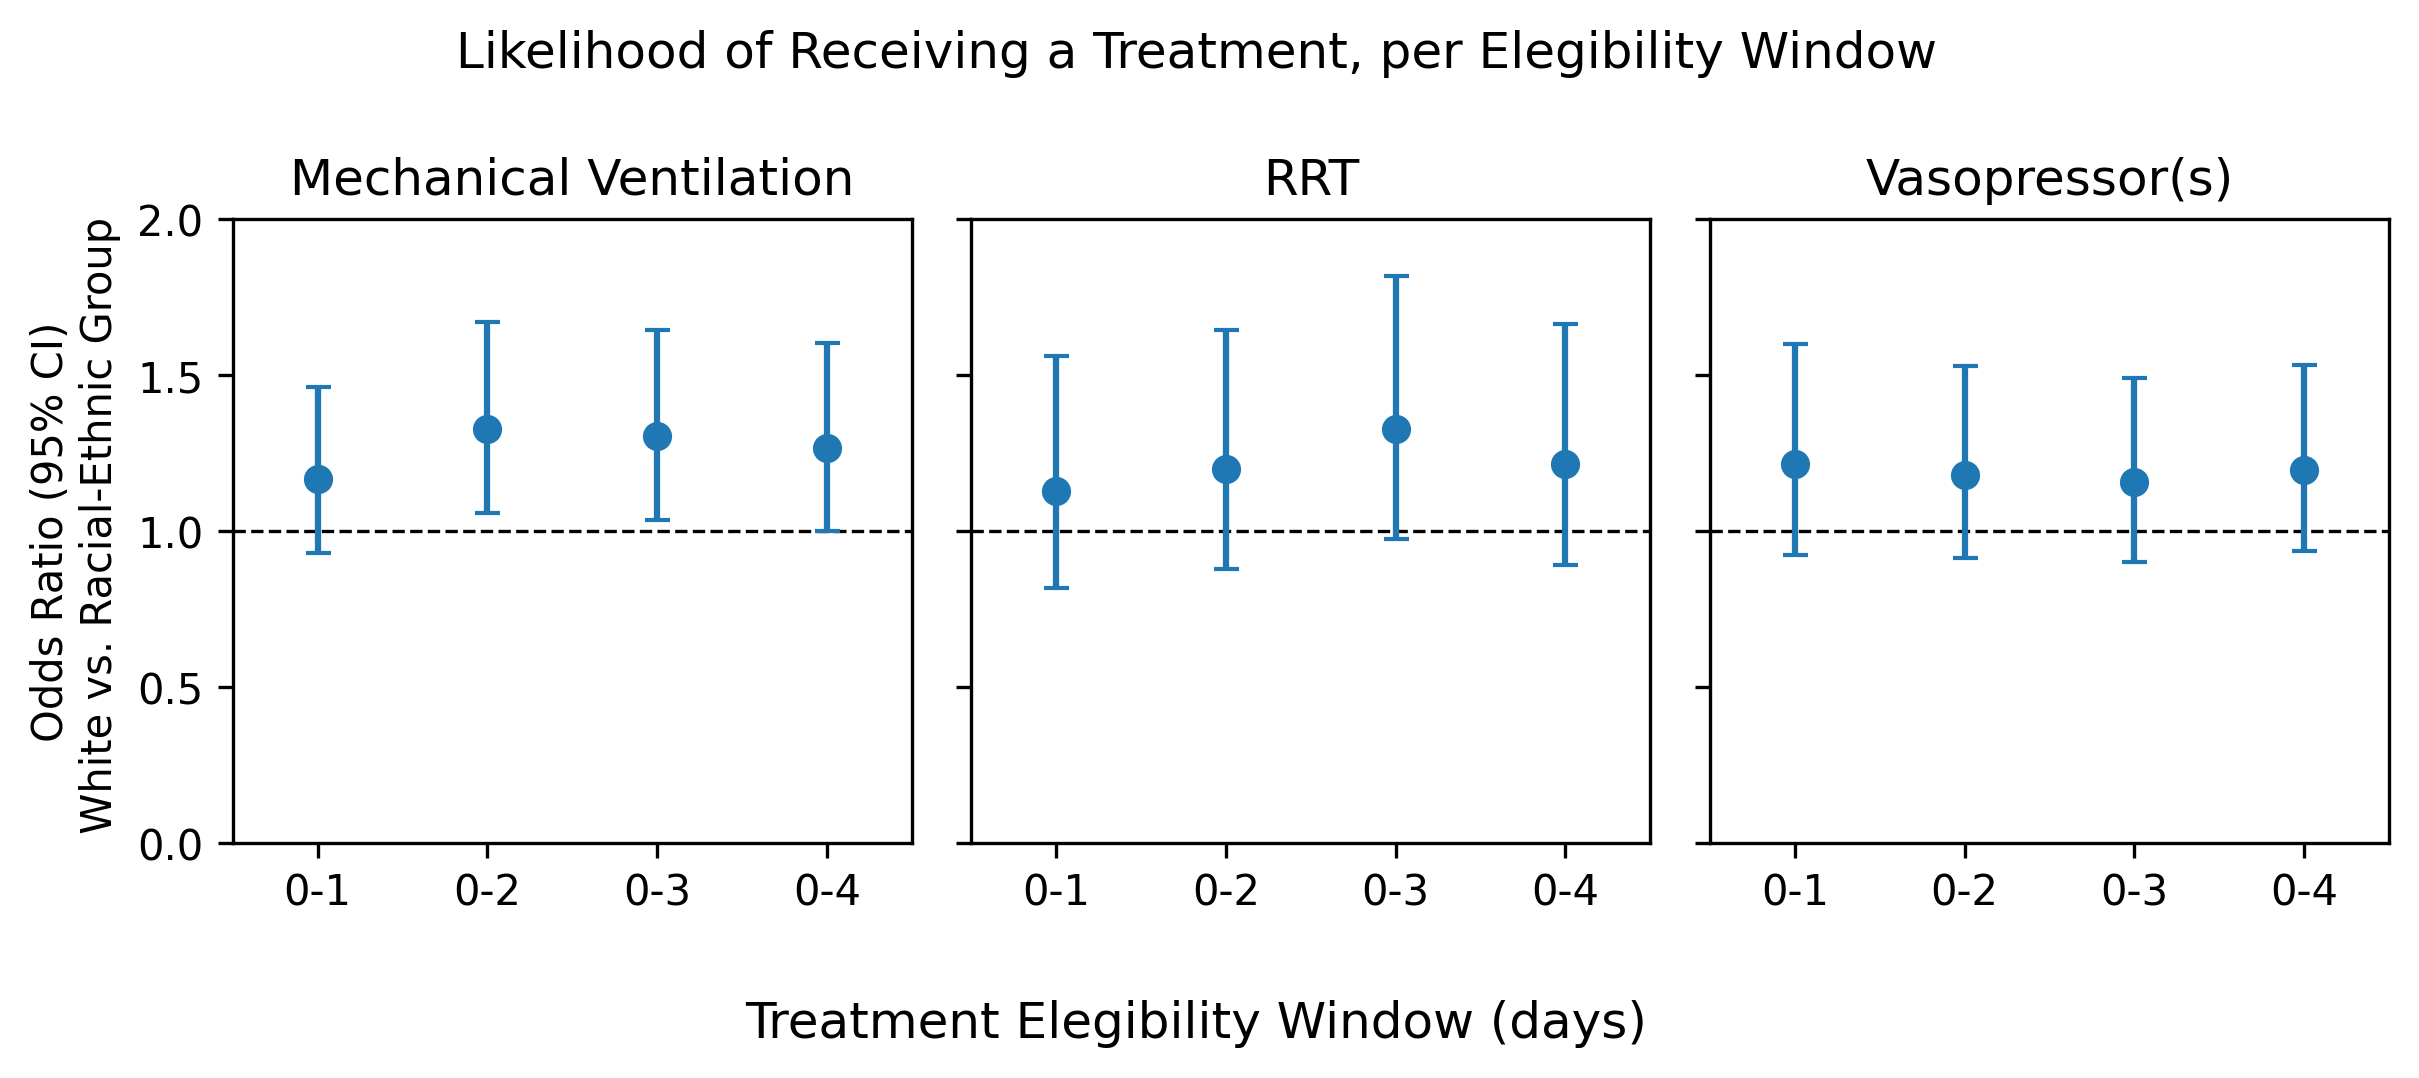 Likelihood of Receiving a Treatment, per Elegibility Window
Mechanical Ventilation
RRT
Vasopressor(s)
Odds Ratio (95% CI)
White vs. Racial-Ethnic Group
2.0
1.5
1.0
0.5
0.0
0-1 0-2 0-3 0-4
0-1 0-2 0-3 0-4
0-1 0-2 0-3 0-4
Treatment Elegibility Window (days)